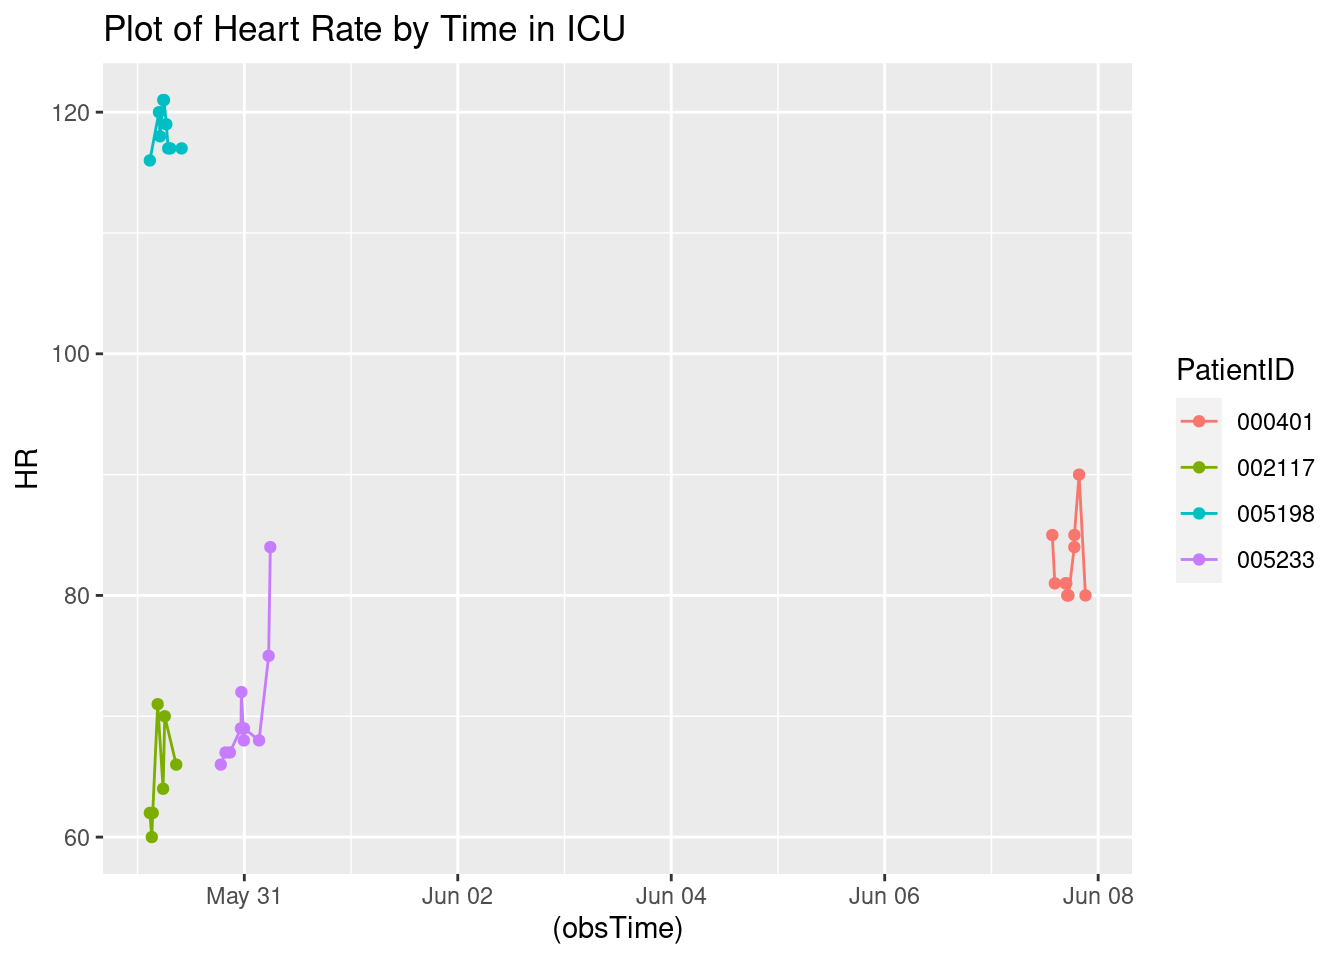 Plot of Heart Rate by Time in ICU
120
100
80
60
HR
May 31 Jun 02 Jun 04 Jun 06 Jun 08
(obsTime)
PatientID
000401
002117
005198
005233